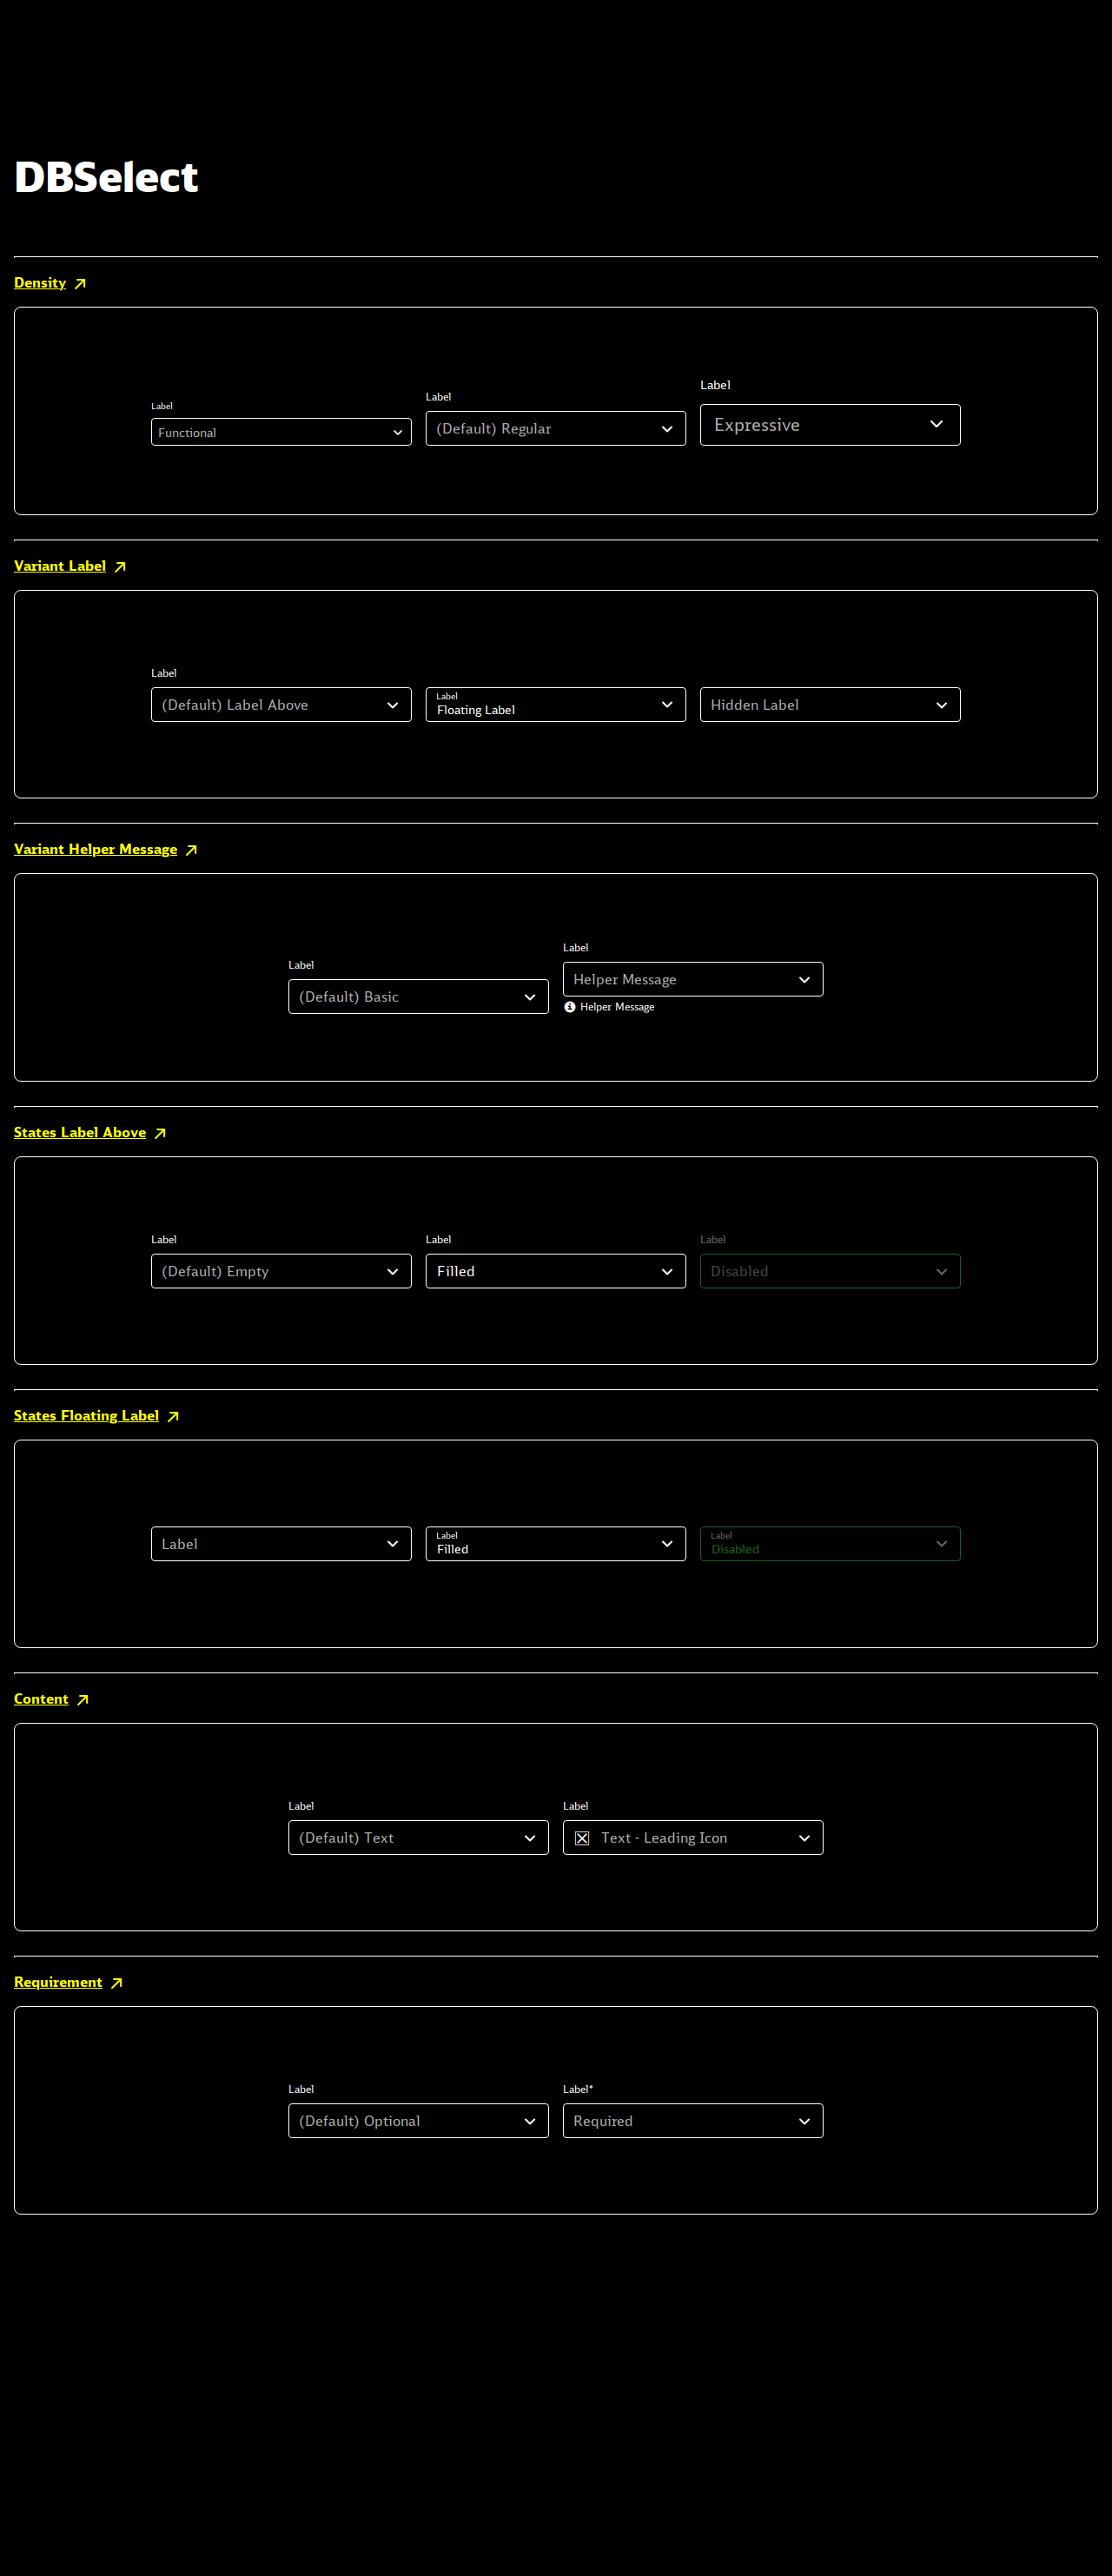 DBSelect
Density
Label
Functional
Label
(Default) Regular
Label
Expressive
Variant Label
Label
(Default) Label Above
Label
Floating Label
Hidden Label
Variant Helper Message
Label
(Default) Basic
Label
Helper Message
Helper Message
States Label Above
Label
(Default) Empty
Label
Filled
Label
Disabled
States Floating Label
Label
Label
Filled
Label
Disabled
Content
Label
(Default) Text
Label
Text - Leading Icon
Requirement
Label
(Default) Optional
Label*
Required